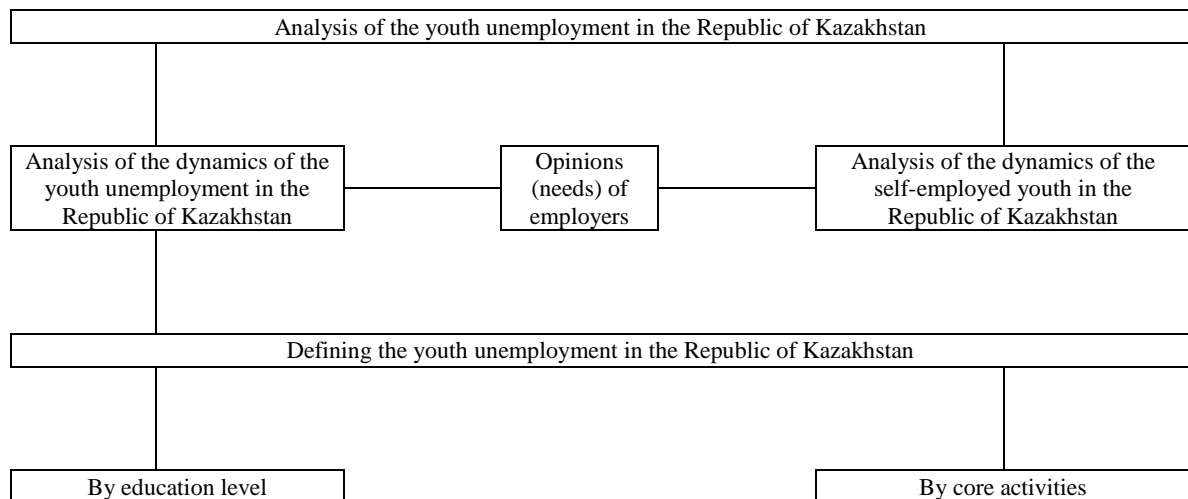 Analysis of the youth unemployment in the Republic of Kazakhstan
Analysis of the dynamics of the
youth unemployment in the
Republic of Kazakhstan
Opinions
(needs) of
employers
Analysis of the dynamics of the
self-employed youth in the
Republic of Kazakhstan
Defining the youth unemployment in the Republic of Kazakhstan
By education level
By core activities